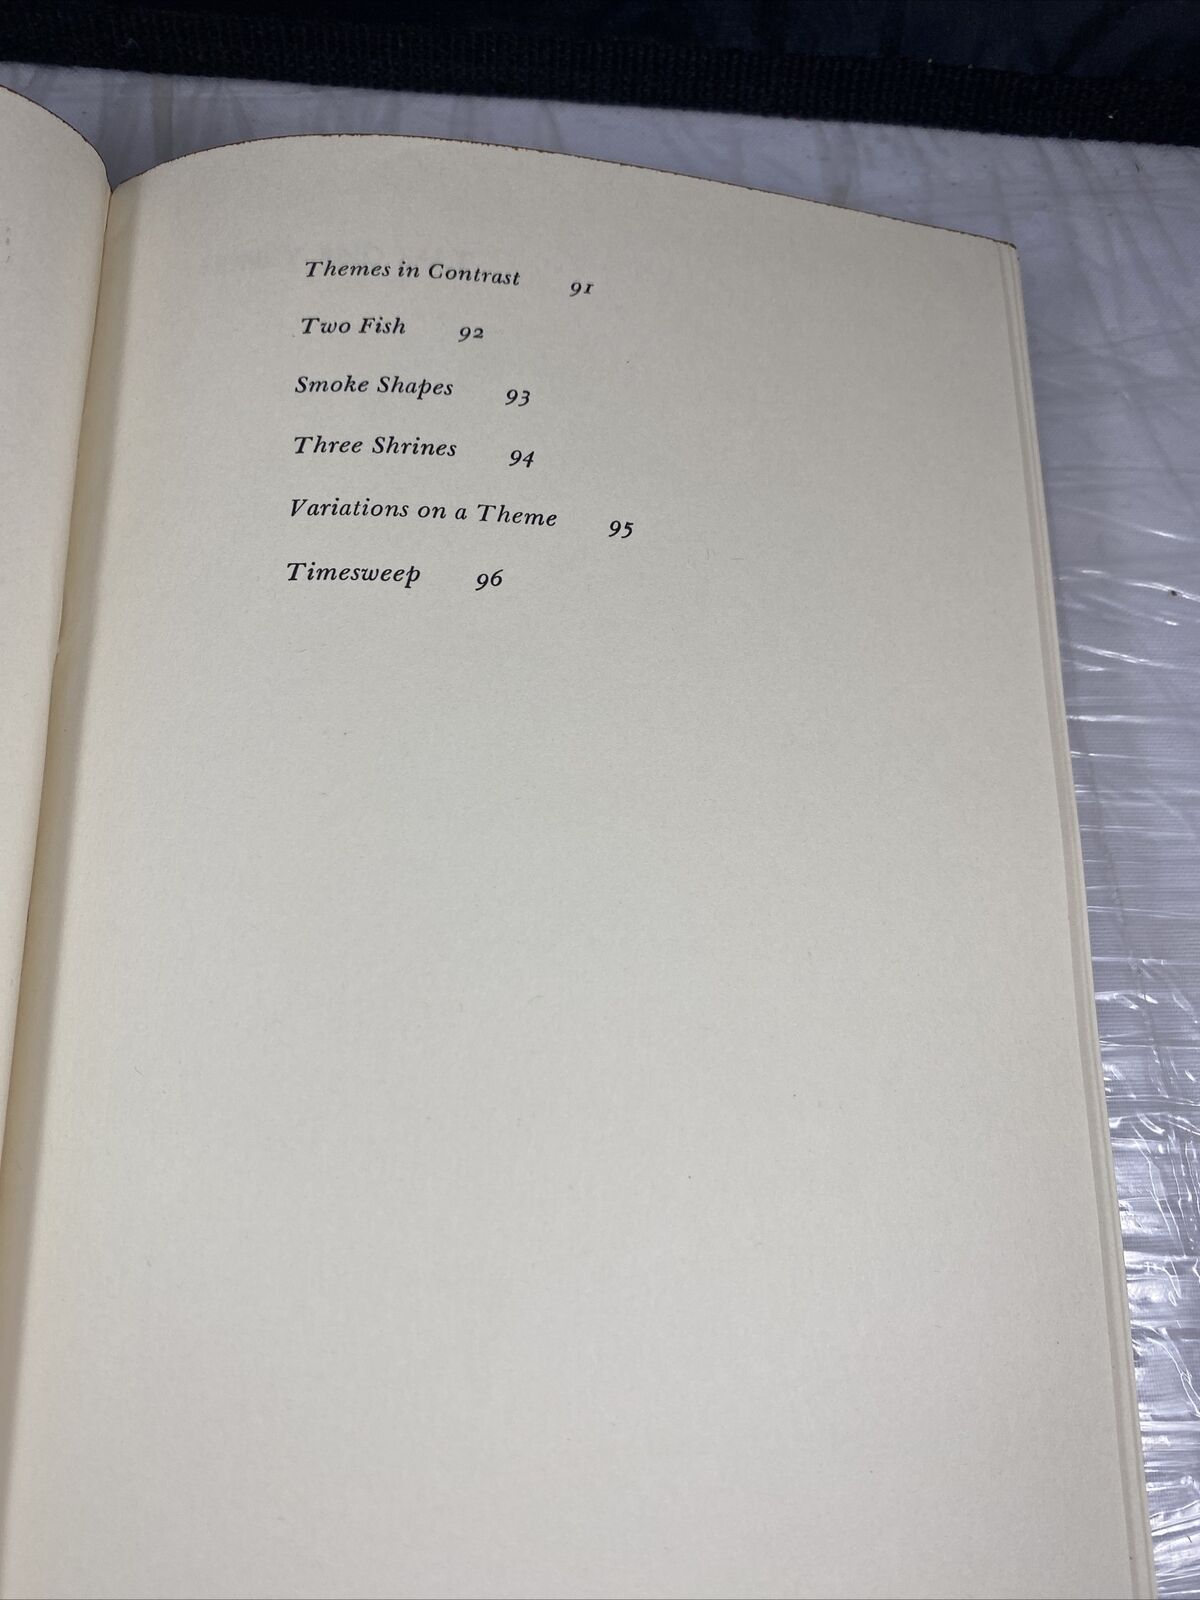 Themes in Contrast 91
Two Fish 92
Smoke Shapes 93
Three Shrines 94
Variations on a Theme 95
Timesweep 96